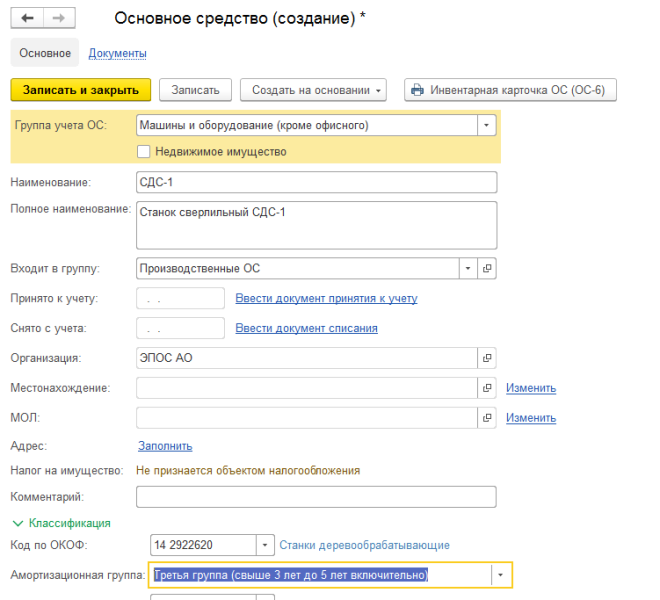 Основное средство (создание) *
Основное Документы
Записать и закрыть Записать Создать на основании Инвентарная карточка ОС (ОС-6)
Группа учета ОС: Машины и оборудование (кроме офисного)
Недвижимое имущество
Наименование: СДС-1
Полное наименование: Станок сверлильный СДС-1
Входит в группу: Производственные ОС
Принято к учету: . . Ввести документ принятия к учету
Снято с учета: . . Ввести документ списания
Организация: ЭПОС АО
Местонахождение: Изменить
МОЛ: Изменить
Адрес: Заполнить
Налог на имущество: Не признается объектом налогообложения
Комментарий:
Классификация
Код по ОКОФ: 14 2922620 Станки деревообрабатывающие
Амортизационная группа: Третья группа (свыше 3 лет до 5 лет включительно)